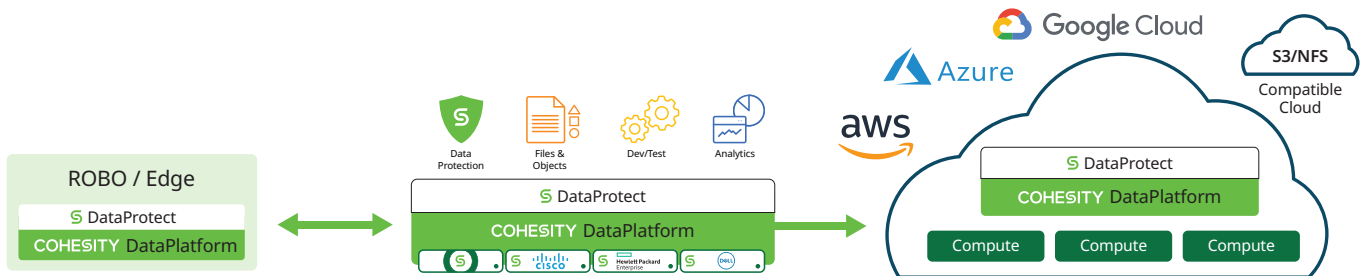 ROBO / Edge
DataProtect
COHESITY DataPlatform
Data
Protection
Files &
Objects
Dev/Test
Analytics
DataProtect
COHESITY DataPlatform
CISCO
Hewlett Packard
Enterprise
DELL
aws
Azure
Google Cloud
S3/NFS
Compatible
Cloud
DataProtect
COHESITY DataPlatform
Compute
Compute
Compute